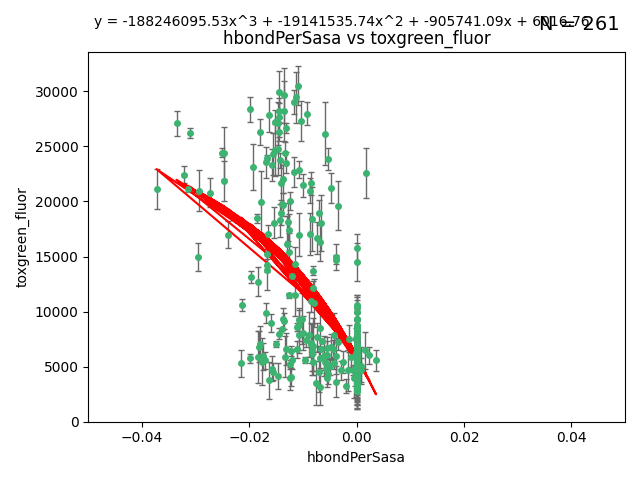 y = -188246095.53x^3 + -19141535.74x^2 + -905741.09x + 6016.76
N = 261
hbondPerSasa vs toxgreen_fluor
toxgreen_fluor
30000
25000
20000
15000
10000
5000
0
-0.04
-0.02
0.00
0.02
0.04
hbondPerSasa